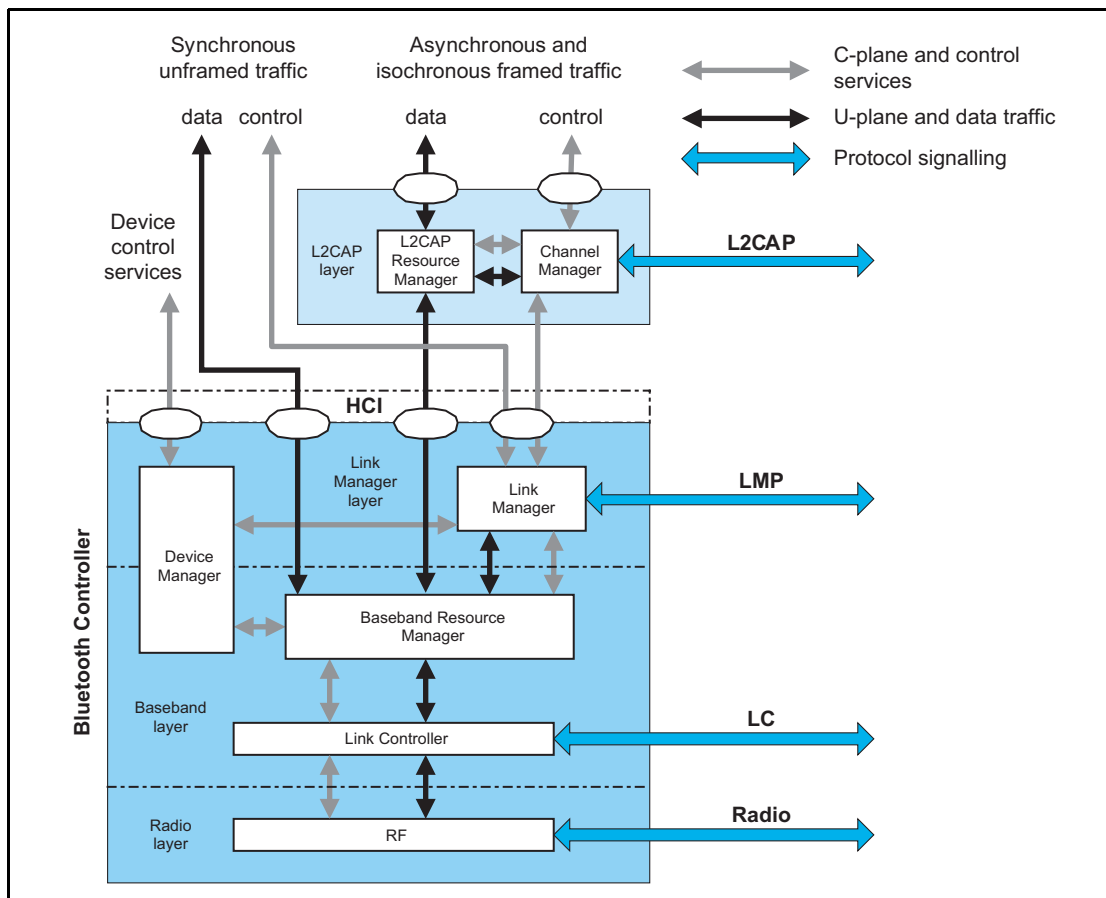 Synchronous
unframed traffic
Asynchronous and
isochronous framed traffic
C-plane and control
services
U-plane and data traffic
Protocol signalling
data
control
data
control
Device
control
services
L2CAP
layer
L2CAP
Resource
Manager
Channel
Manager
L2CAP
HCI
Link
Manager
layer
Link
Manager
LMP
Device
Manager
Baseband Resource
Manager
Bluetooth Controller
Baseband
layer
Link Controller
LC
Radio
layer
RF
Radio